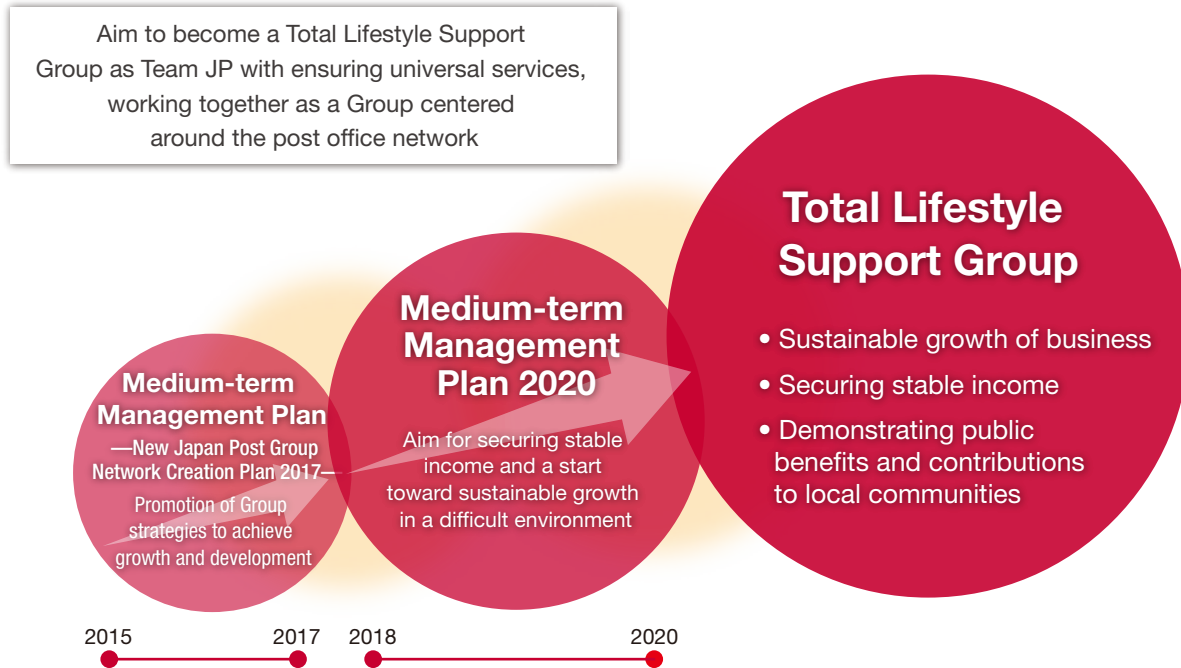 Aim to become a Total Lifestyle Support
Group as Team JP with ensuring universal services,
working together as a Group centered
around the post office network
Medium-term
Management Plan
—New Japan Post Group
Network Creation Plan 2017—
Promotion of Group
strategies to achieve
growth and development
Medium-term
Management
Plan 2020
Aim for securing stable
income and a start
toward sustainable growth
in a difficult environment
Total Lifestyle
Support Group
• Sustainable growth of business
• Securing stable income
• Demonstrating public
benefits and contributions
to local communities
2015 2017 2018 2020